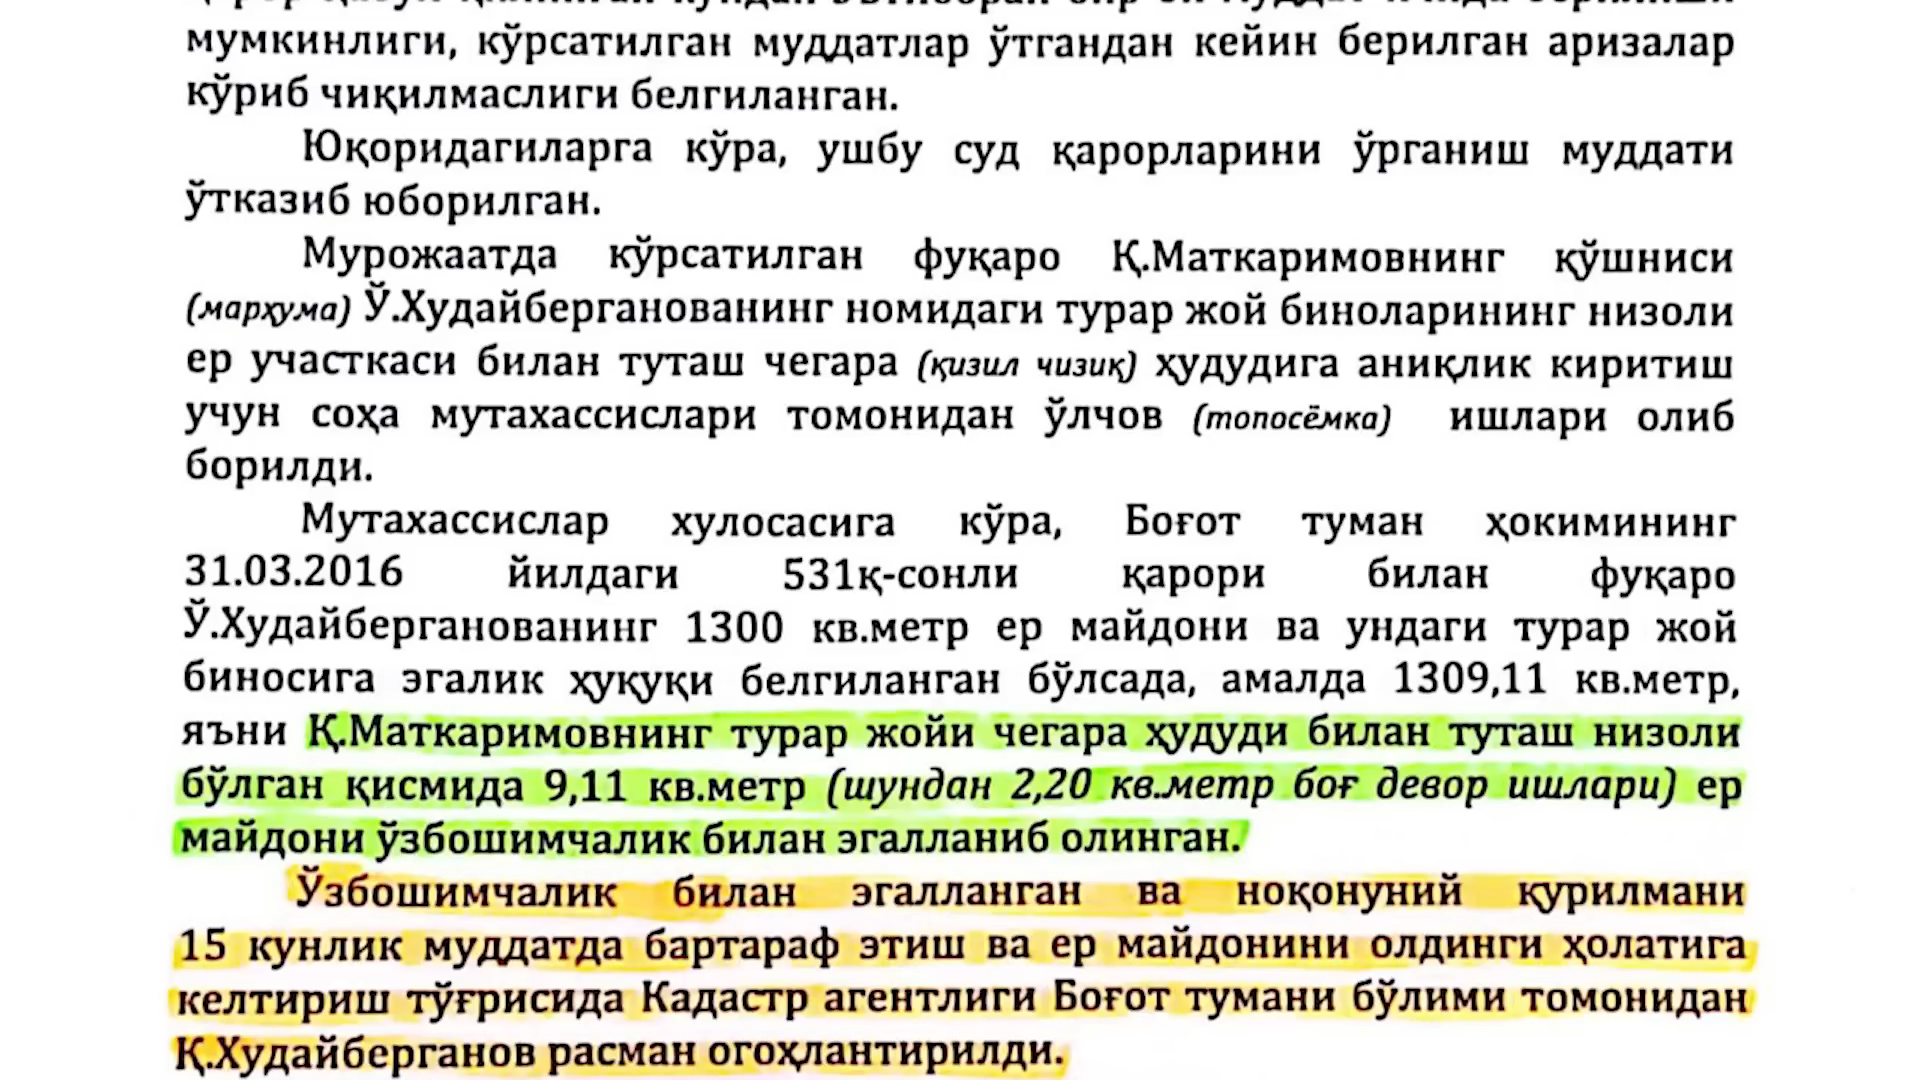 мумкинлиги, кўрсатилган муддатлар ўтгандан кейин берилган аризалар
кўриб чиқилмаслиги белгиланган.
Юқоридагиларга кўра, ушбу суд қарорларини ўрганиш муддати
ўтказиб юборилган.
Мурожаатда кўрсатилган фуқаро Қ.Маткаримовнинг қўшниси
(марҳума) Ў.Худайберганованинг номидаги турар жой биноларининг низоли
ер участкаси билан туташ чегара (қизил чизиқ) ҳудудига аниқлик киритиш
учун соҳа мутахассислари томонидан ўлчов (топосёмка) ишлари олиб
борилди.
Мутахассислар хулосасига кўра, Боғот туман ҳокимининг
31.03.2016 йилдаги 531қ-сонли қарори билан фуқаро
Ў.Худайберганованинг 1300 кв.метр ер майдони ва ундаги турар жой
биносига эгалик ҳуқуқи белгиланган бўлсада, амалда 1309,11 кв.метр,
яъни Қ.Маткаримовнинг турар жойи чегара ҳудуди билан туташ низоли
бўлган қисмида 9,11 кв.метр (шундан 2,20 кв.метр боғ девор ишлари) ер
майдони ўзбошимчалик билан эгалланиб олинган.
Ўзбошимчалик билан эгалланган ва ноқонуний қурилмани
15 кунлик муддатда бартараф этиш ва ер майдонини олдинги ҳолатига
келтириш тўғрисида Кадастр агентлиги Боғот тумани бўлими томонидан
Қ.Худайберганов расман огоҳлантирилди.